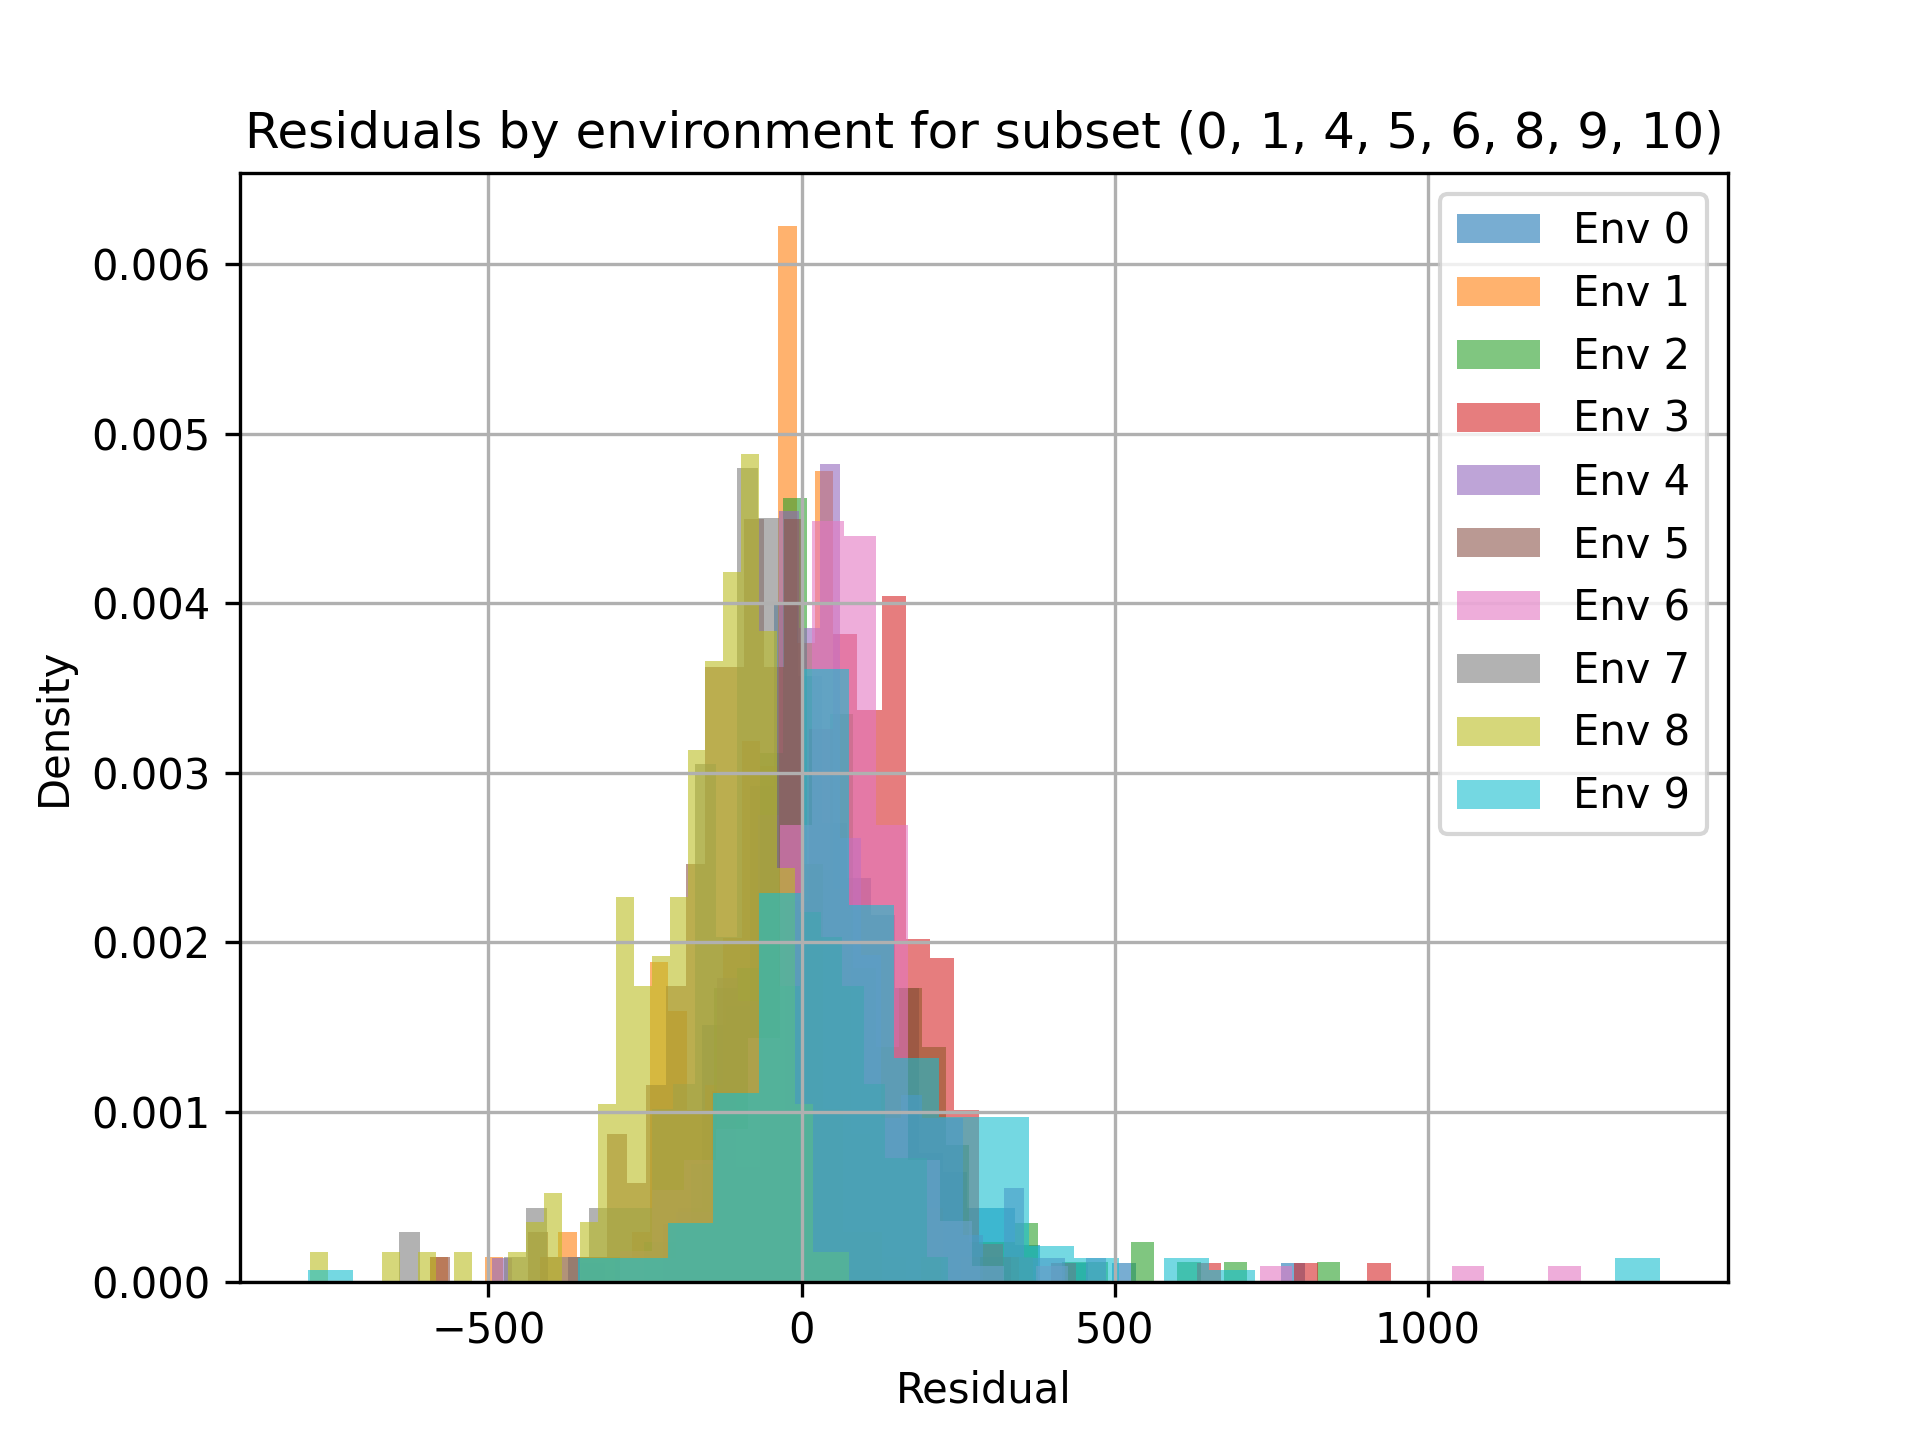 Residuals by environment for subset (0, 1, 4, 5, 6, 8, 9, 10)
Env 0
Env 1
Env 2
Env 3
Env 4
Env 5
Env 6
Env 7
Env 8
Env 9
0.006
0.005
0.004
0.003
0.002
0.001
0.000
Density
−500
0
500
1000
Residual